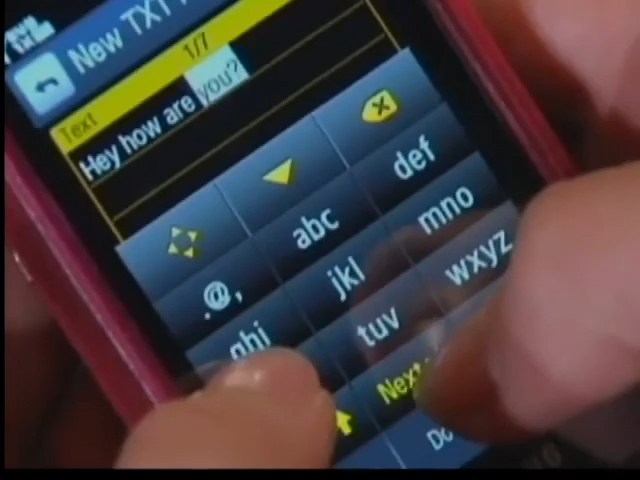 New TXT
1/7
Text
Hey how are you?
abc
def
.@,
jkl
mno
ghi
tuv
wxyz
Next